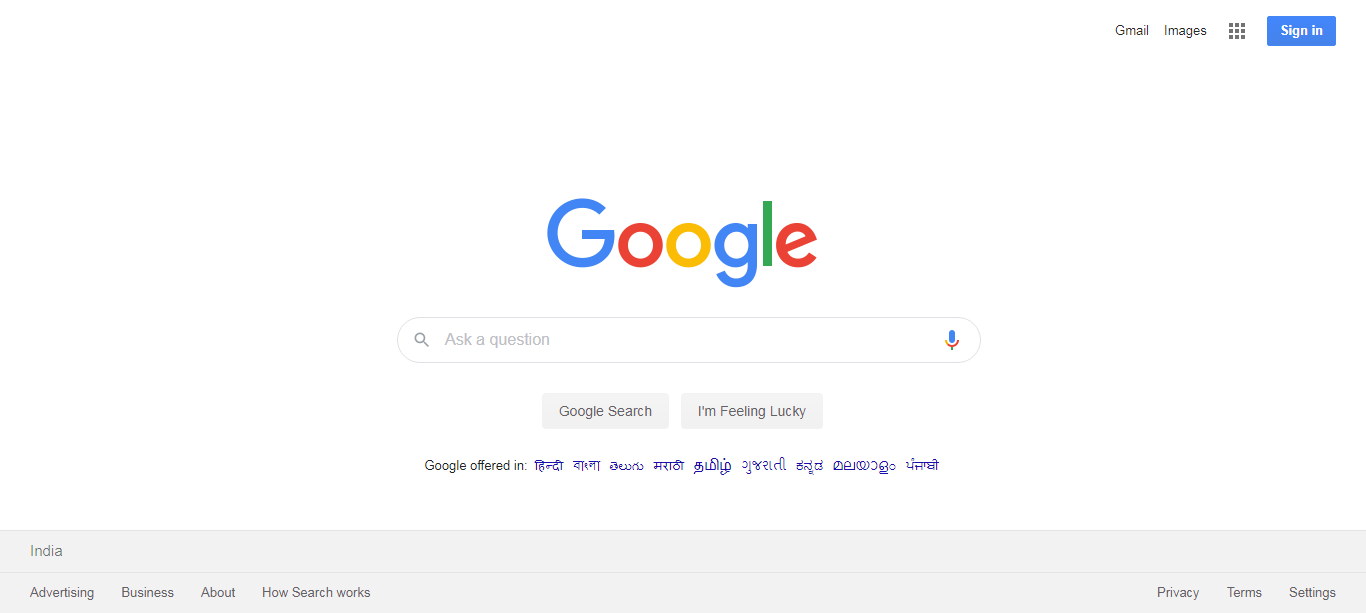 Gmail Images Sign in
Google
Ask a question
Google Search I'm Feeling Lucky
Google offered in: हिन्दी বাংলা తెలుగు मराठी தமிழ் ગુજરાતી ಕನ್ನಡ മലയാളം ਪੰਜਾਬੀ
India
Advertising Business About How Search works Privacy Terms Settings